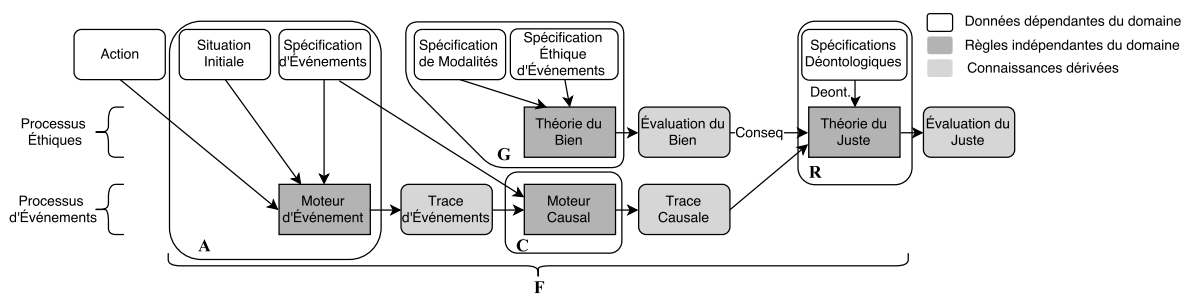 Action
Situation
Initiale
Spécification
d'Événements
Spécification
de Modalités
Spécification
Éthique
d'Événements
Spécifications
Déontologiques
Données dépendantes du domaine
Règles indépendantes du domaine
Connaissances dérivées
Deont.
Processus
Éthiques
Théorie du
Bien
Évaluation du
Bien
Conseq
Théorie du
Juste
Évaluation du
Juste
G
R
Processus
d'Événements
Moteur
d'Événement
Trace
d'Événements
Moteur
Causal
Trace
Causale
A
C
F